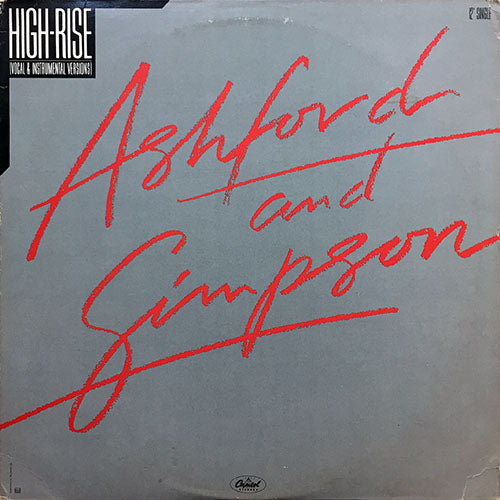 HIGH-RISE
(VOCAL & INSTRUMENTAL VERSIONS)
12" SINGLE
Ashford
and
Simpson
Capitol